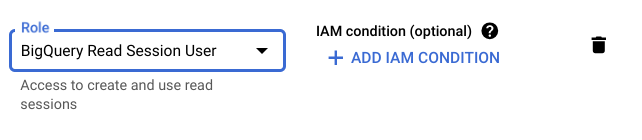 Role
BigQuery Read Session User
Access to create and use read
sessions
IAM condition (optional) ?
+ ADD IAM CONDITION